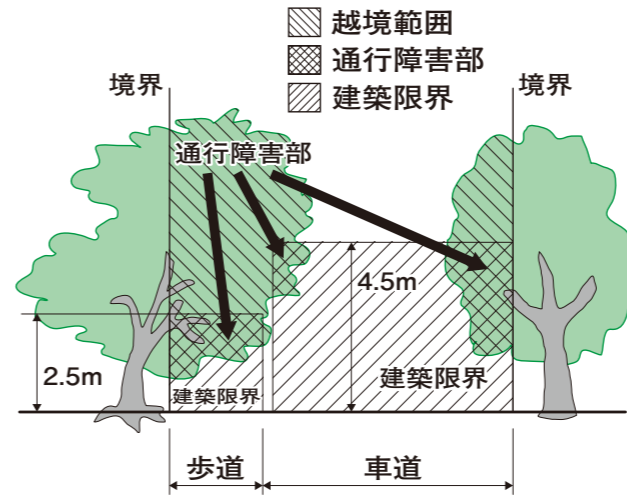 越境範囲
通行障害部
建築限界
境界
境界
通行障害部
4.5m
2.5m
建築限界
建築限界
歩道
車道